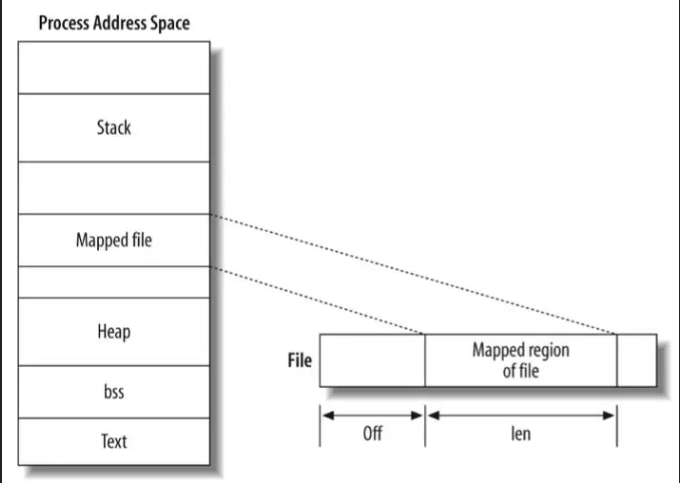 Process Address Space
Stack
Mapped file
Heap
bss
Text
File
Mapped region
of file
Off
len